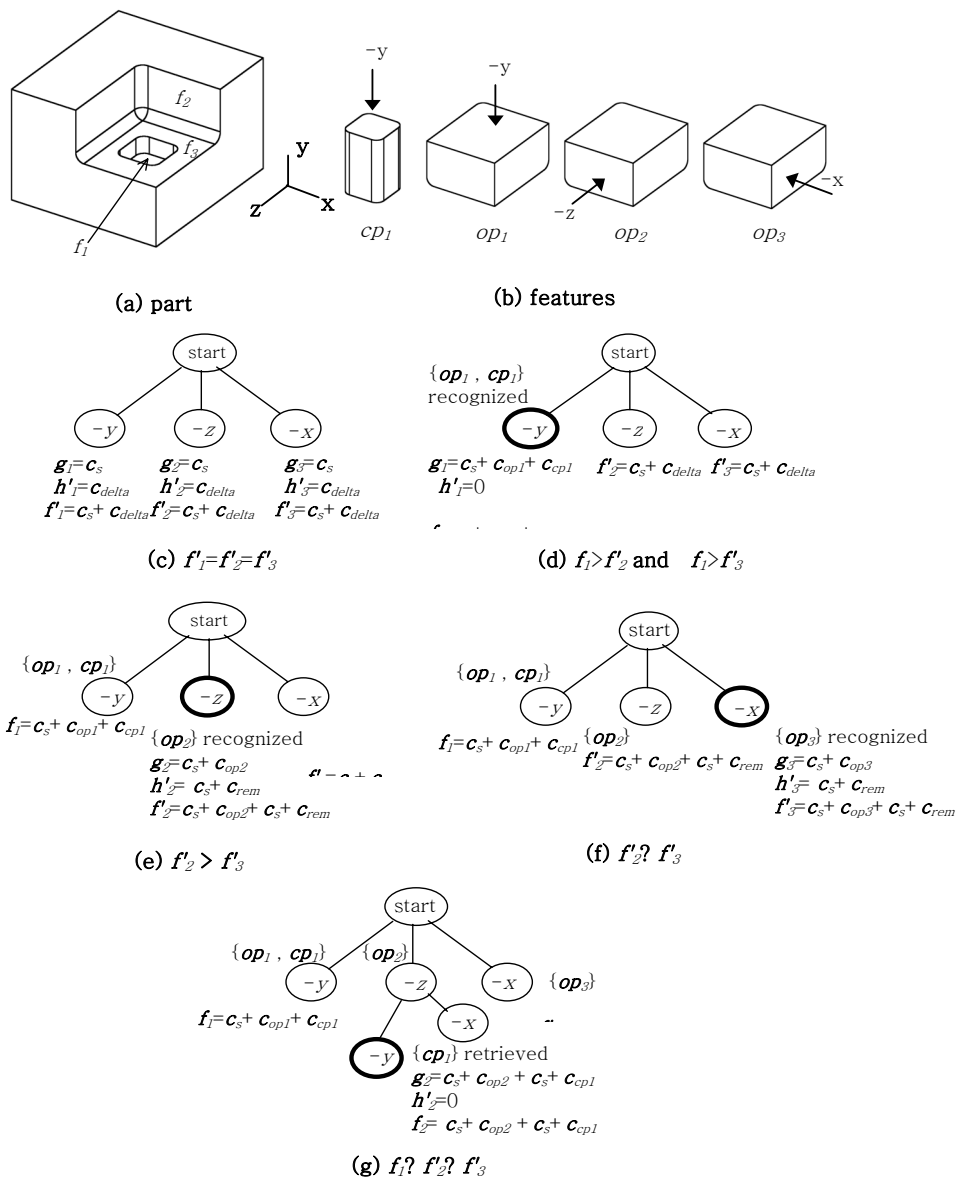 -y
-y
f2
f3
y
z
x
-z
-x
f1
cp1
op1
op2
op3
(a) part
(b) features
start
-y
-z
-x
g1=cs
g2=cs
g3=cs
h'1=cdelta
h'2=cdelta
h'3=cdelta
f'1=cs+ cdelta
f'2=cs+ cdelta
f'3=cs+ cdelta
(c) f'1=f'2=f'3
start
{op1 , cp1}
recognized
-y
-z
-x
g1=cs+ cop1+ ccp1
f'2=cs+ cdelta
f'3=cs+ cdelta
h'1=0
(d) f1>f'2 and f1>f'3
start
{op1 , cp1}
-y
-z
-x
f1=cs+ cop1+ ccp1
{op2} recognized
g2=cs+ cop2
h'2= cs+ crem
f'2=cs+ cop2+ cs+ crem
(e) f'2 > f'3
start
{op1 , cp1}
-y
-z
-x
f1=cs+ cop1+ ccp1
{op2}
{op3} recognized
f'2=cs+ cop2+ cs+ crem
g3=cs+ cop3
h'3= cs+ crem
f'3=cs+ cop3+ cs+ crem
(f) f'2? f'3
start
{op1 , cp1}
{op2}
-y
-z
-x
{op3}
f1=cs+ cop1+ ccp1
-x
-y
{cp1} retrieved
g2=cs+ cop2 + cs+ ccp1
h'2=0
f2= cs+ cop2 + cs+ ccp1
(g) f1? f'2? f'3